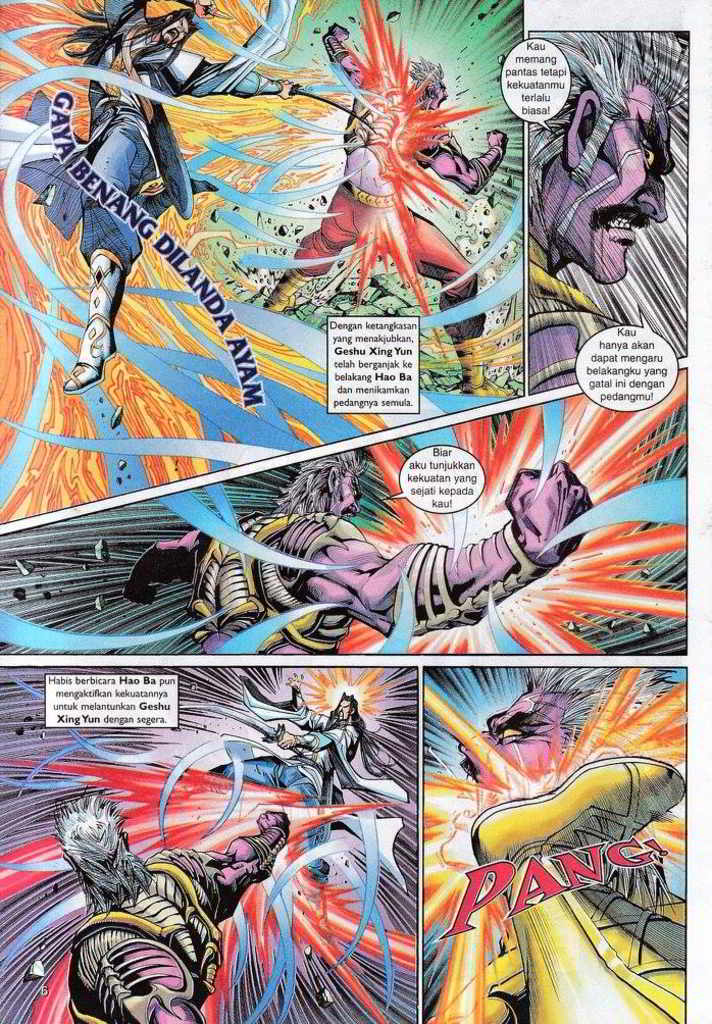 GAYA BENANG DILANDA AYAM
Kau
memang
pantas tetapi
kekuatanmu
terlalu
biasa!
Dengan ketangkasan
yang menakjubkan,
Geshu Xing Yun
telah berganjak ke
belakang Hao Ba
dan menikamkan
pedangnya semula.
Kau
hanya akan
dapat mengaru
belakangku yang
gatal ini dengan
pedangmu!
Biar
aku tunjukkan
kekuatan yang
sejati kepada
kau!
Habis berbicara Hao Ba pun
mengaktifkan kekuatannya
untuk melantunkan Geshu
Xing Yun dengan segera.
PANG!
6